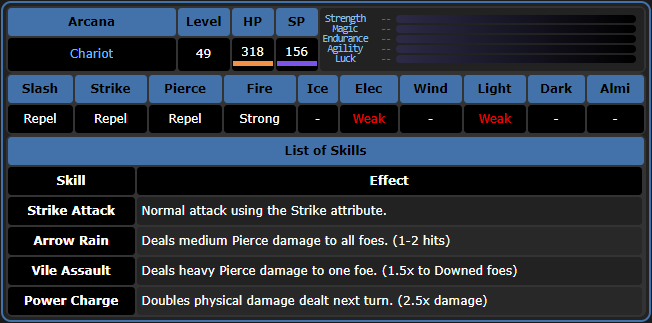 Arcana Level HP SP
Chariot 49 318 156
Strength --
Magic --
Endurance --
Agility --
Luck --
Slash Strike Pierce Fire Ice Elec Wind Light Dark Almi
Repel Repel Repel Strong - Weak - Weak - -
List of Skills
Skill Effect
Strike Attack Normal attack using the Strike attribute.
Arrow Rain Deals medium Pierce damage to all foes. (1-2 hits)
Vile Assault Deals heavy Pierce damage to one foe. (1.5x to Downed foes)
Power Charge Doubles physical damage dealt next turn. (2.5x damage)